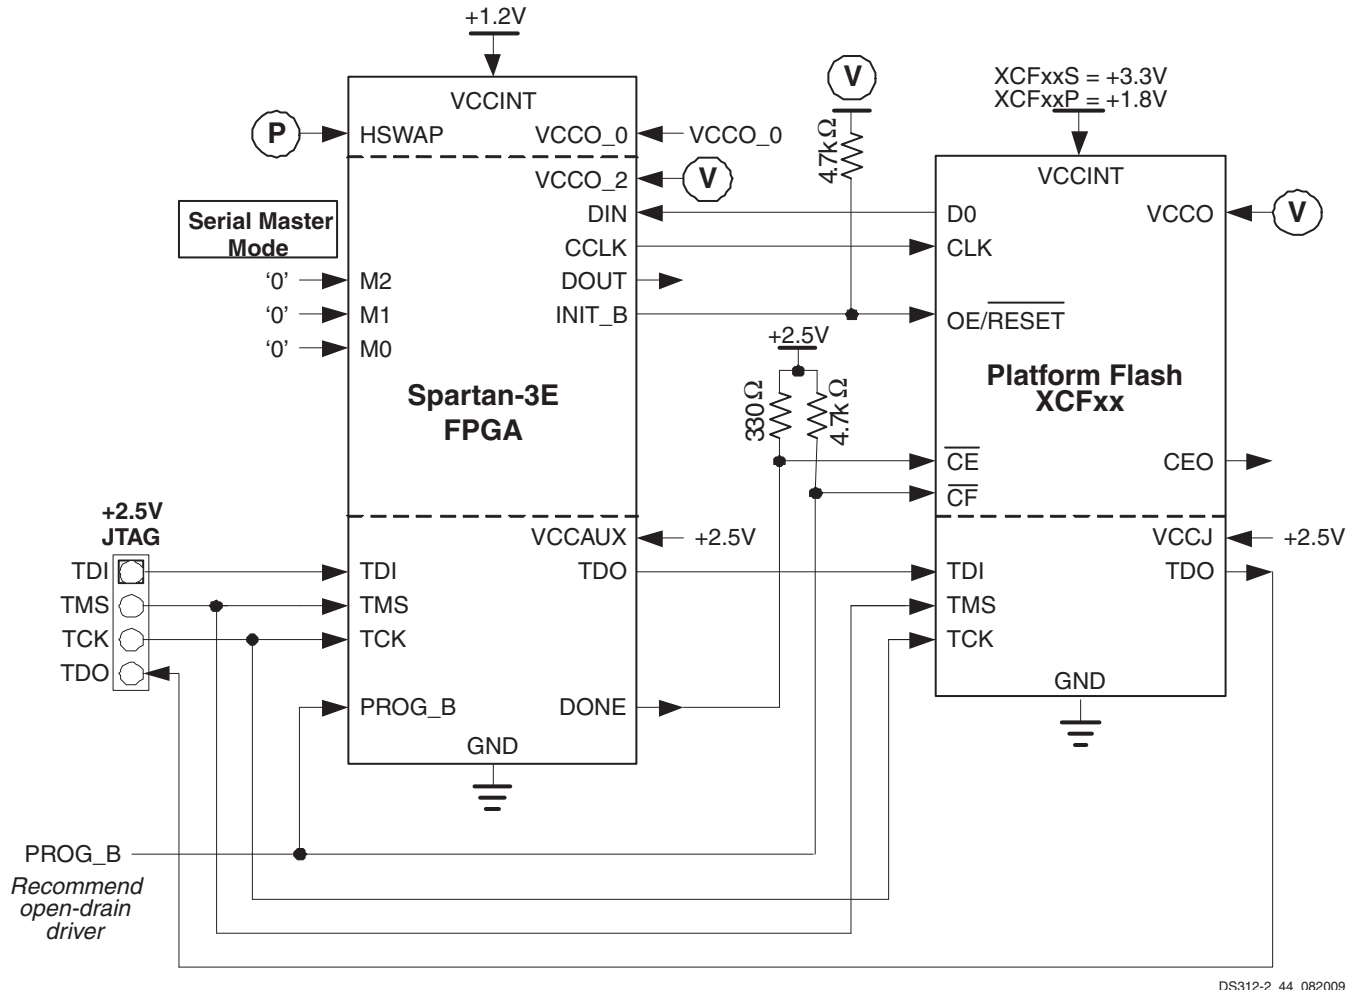 +1.2V
V
XCFxxS = +3.3V
XCFxxP = +1.8V
VCCINT
P
HSWAP
VCCO_0
VCCO_0
4.7kΩ
VCCINT
VCCO_2
V
Serial Master
Mode
DIN
D0
VCCO
V
CCLK
CLK
'0'
M2
DOUT
'0'
M1
INIT_B
OE/RESET
'0'
M0
+2.5V
Spartan-3E
FPGA
Platform Flash
XCFxx
330Ω
4.7kΩ
CE
CEO
CF
+2.5V
JTAG
VCCAUX
+2.5V
VCCJ
+2.5V
TDI
TDI
TDO
TDI
TDO
TMS
TMS
TMS
TCK
TCK
TCK
TDO
GND
PROG_B
DONE
GND
PROG_B
Recommend
open-drain
driver
DS312-2_44_082009